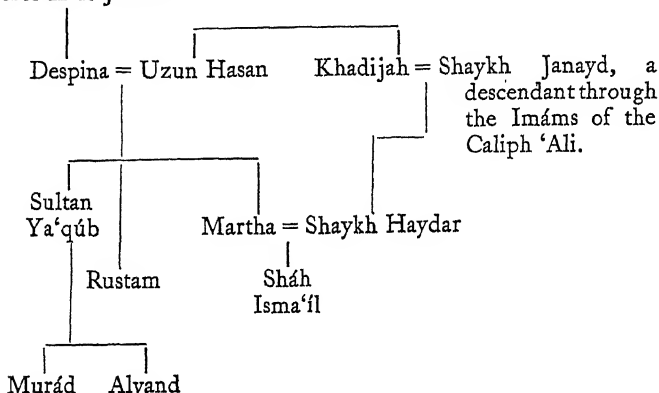 Despina = Uzun Hasan Khadijah = Shaykh Janayd, a
descendant through
the Imáms of the
Caliph ‘Ali.
Sultan
Ya‘qúb
Martha = Shaykh Haydar
Rustam
Sháh
Isma‘íl
Murád Alvand